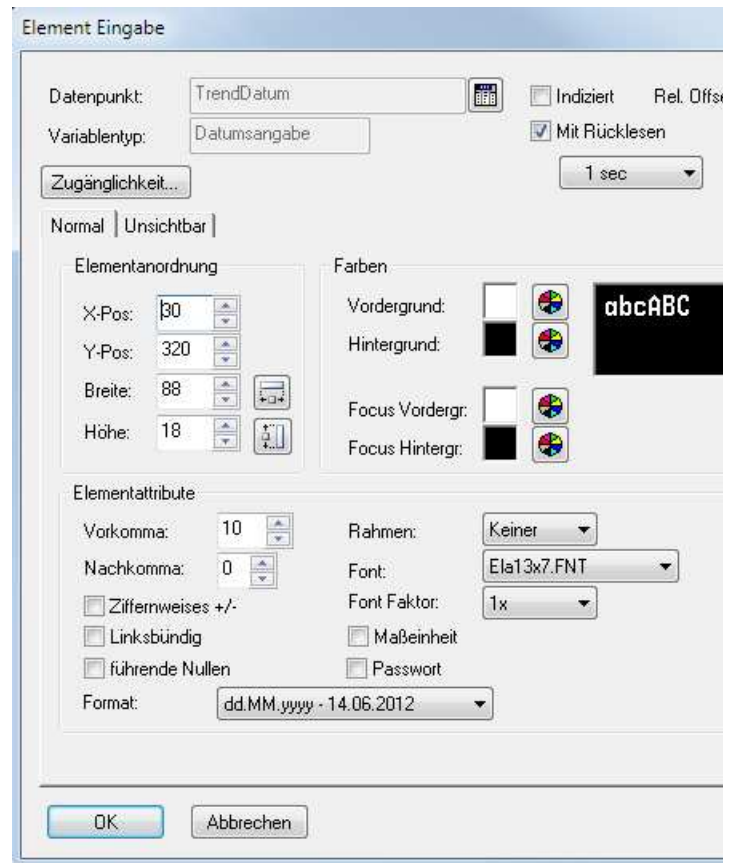 Element Eingabe
Datenpunkt: TrendDatum Indiziert Rel. Offse
Variablentyp: Datumsangabe Mit Rücklesen
Zugänglichkeit... 1 sec
Normal Unsichtbar
Elementanordnung Farben
X-Pos: 30 Vordergrund: abcABC
Y-Pos: 320 Hintergrund:
Breite: 88
Focus Vordergr:
Höhe: 18
Focus Hintergr:
Elementattribute
Vorkomma: 10 Rahmen: Keiner
Nachkomma: 0 Font: Ela13x7.FNT
Ziffernweises +/- Font Faktor: 1x
Linksbündig Maßeinheit
führende Nullen Passwort
Format: dd.MM.yyyy - 14.06.2012
OK Abbrechen